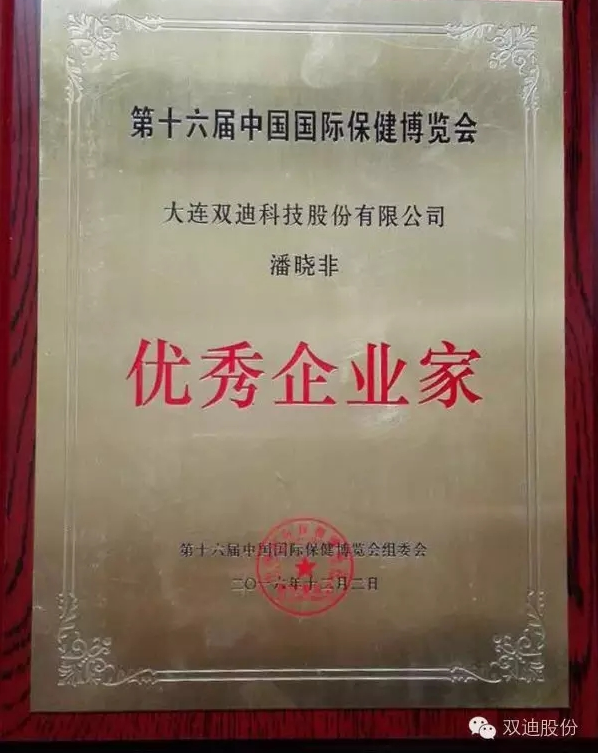 第十六届中国国际保健博览会
大连双迪科技股份有限公司
潘晓非
优秀企业家
第十六届中国国际保健博览会组委会
二〇一六年十二月二日
双迪股份